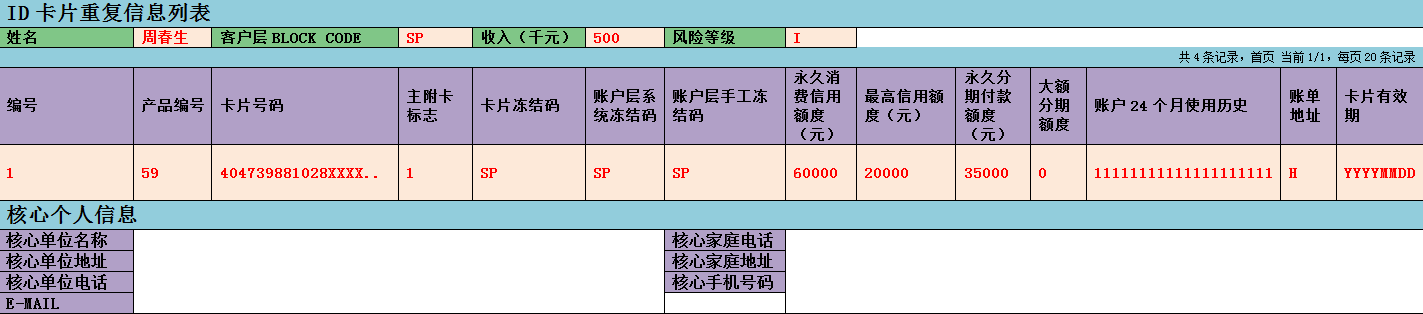 ID 卡片重复信息列表
姓名 周春生 客户层BLOCK CODE SP 收入（千元） 500 风险等级 I
共 4 条记录，首页 当前 1/1，每页 20 条记录
编号 产品编号 卡片号码 主附卡标志 卡片冻结码 账户层系统冻结码 账户层手工冻结码 永久消费信用额度（元） 最高信用额度（元） 永久分期付款额度（元） 大额分期额度 账户 24 个月使用历史 账单地址 卡片有效期
1 59 404739881028XXXX.. 1 SP SP SP 60000 20000 35000 0 11111111111111111111 H YYYYMMDD
核心个人信息
核心单位名称 核心家庭电话
核心单位地址 核心家庭地址
核心单位电话 核心手机号码
E-MAIL